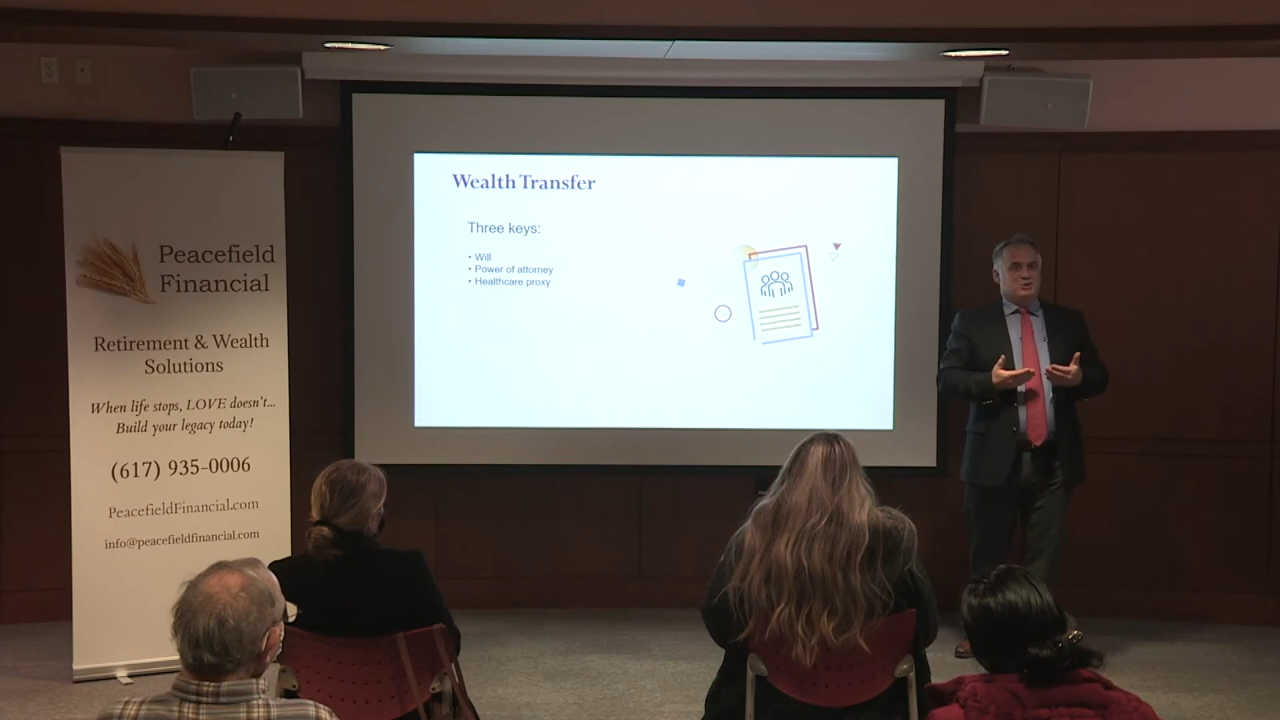 Peacefield
Financial
Retirement & Wealth
Solutions
When life stops, LOVE doesn't...
Build your legacy today!
(617) 935-0006
PeacefieldFinancial.com
info@peacefieldfinancial.com
Wealth Transfer
Three keys:
• Will
• Power of attorney
• Healthcare proxy